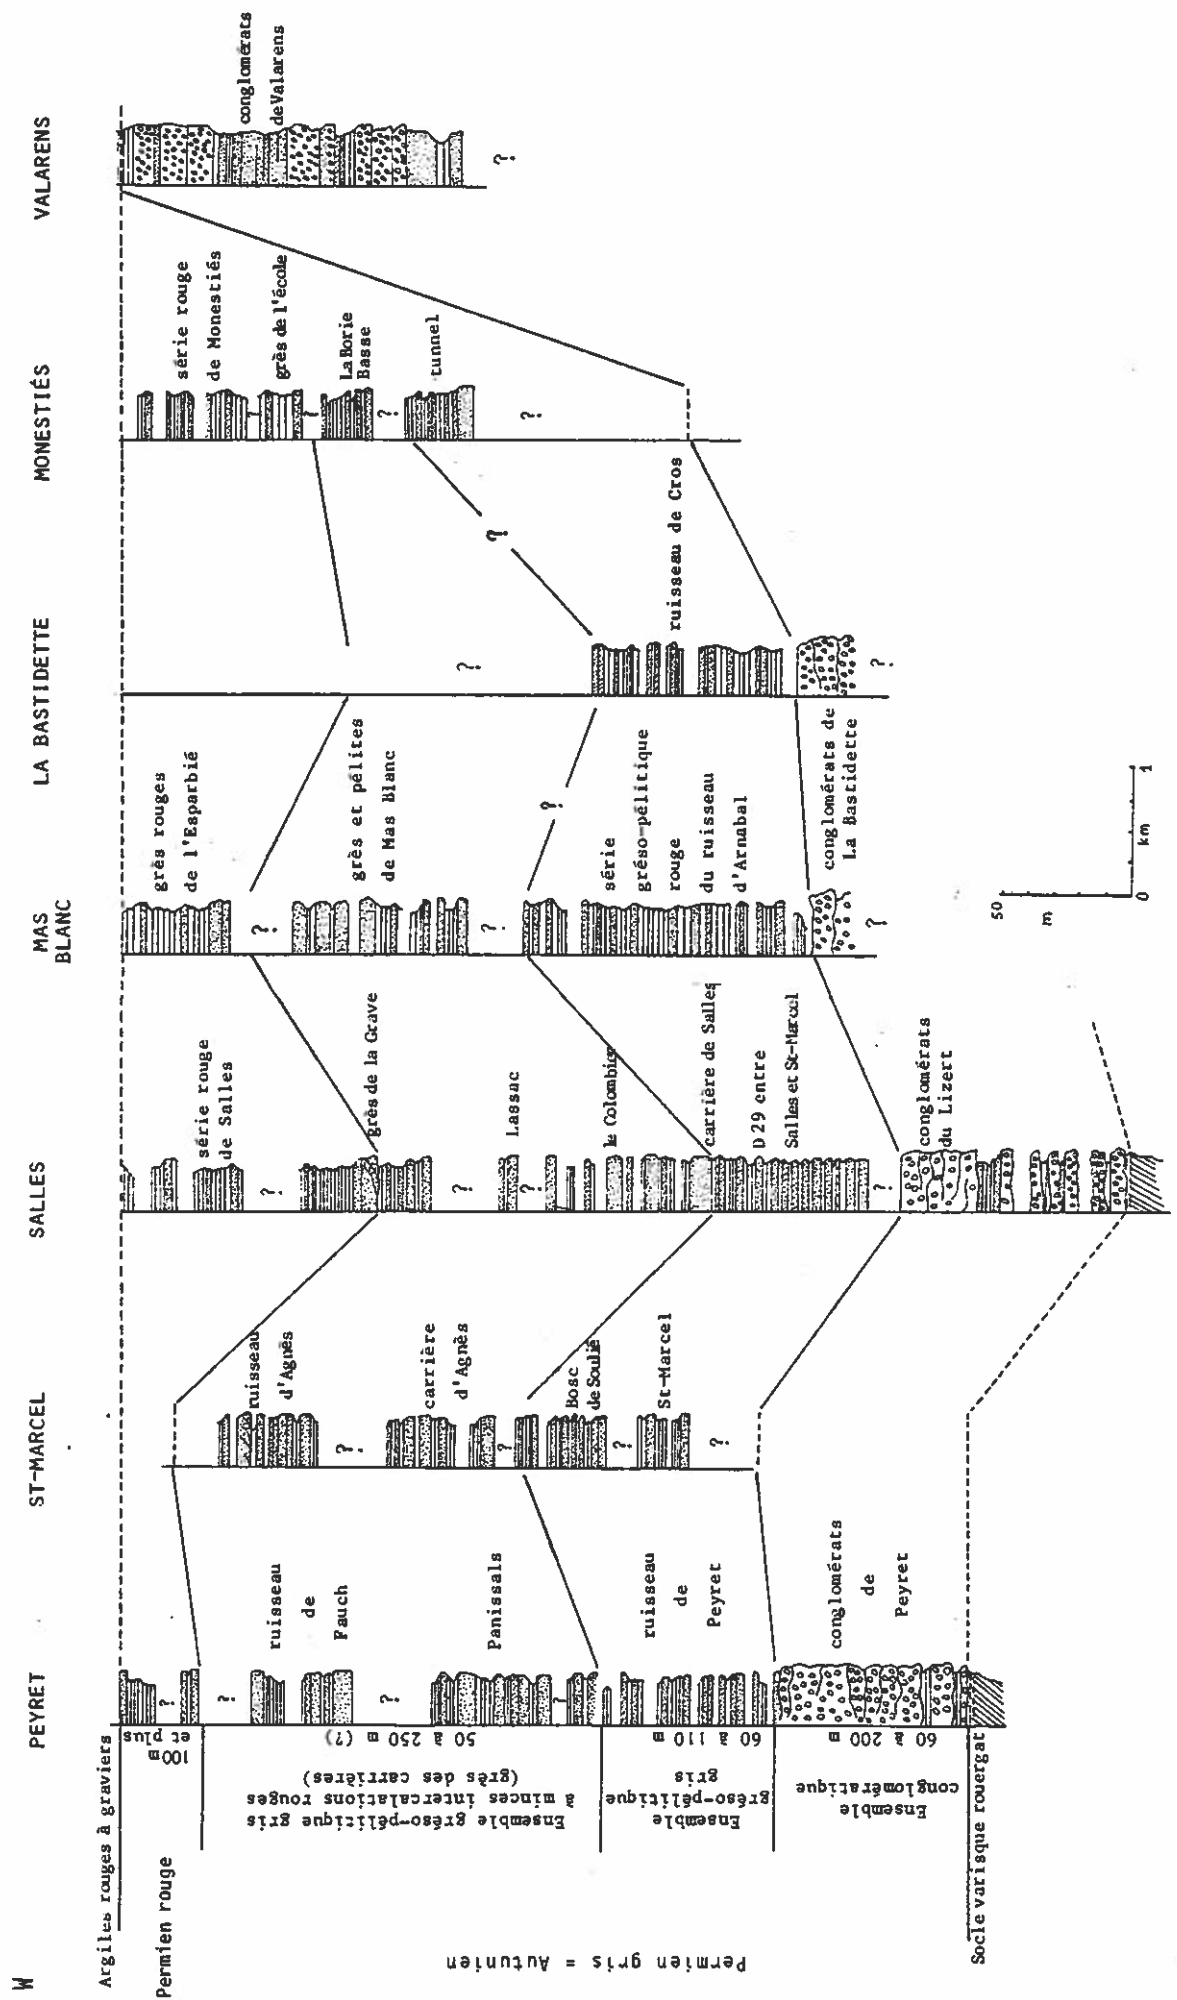 W
PEYRET
ST-MARCEL
SALLES
MAS
BLANC
LA BASTIDETTE
MONESTIÉS
VALARENS
Argiles rouges à graviers
Permien rouge
Permien gris = Autunien
Socle varisque rouergat
100m
et plus
Ensemble gréso-pélitique gris
à minces intercalations rouges
(grès des carrières)
50 à 250 m (?)
Ensemble
gréso-pélitique
gris
60 à 110 m
Ensemble
conglomératique
60 à 200 m
?
?
ruisseau
de
Fauch
?
Panissals
?
ruisseau
de
Peyret
conglomérats
de
Peyret
ruisseau
d'Agnès
?
carrière
d'Agnès
?
Bosc
de Soulié
?
St-Marcel
?
série rouge
de Salles
?
grès de la Grave
?
Lassac
?
le Colombier
carrière de Salles
D 29 entre
Salles et St-Marcel
?
conglomérats
du Lizert
grès rouges
de l'Esparbié
?
grès et pélites
de Mas Blanc
?
?
série
gréso-pélitique
rouge
du ruisseau
d'Arnabal
conglomérats de
La Bastidette
?
?
ruisseau de Cros
?
?
série rouge
de Monestiés
?
grès de l'école
?
La Borie
Basse
?
tunnel
?
conglomérats
de Valarens
?
50
m
0
km
1